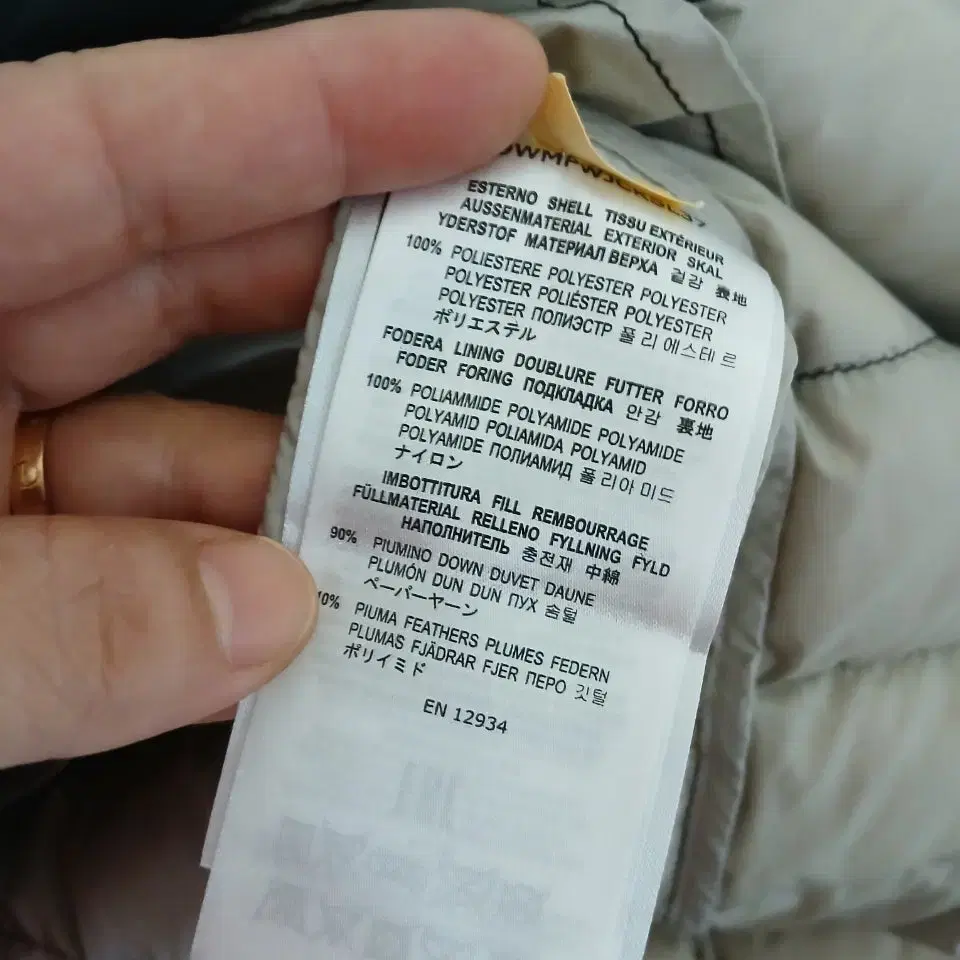 ESTERNO SHELL TISSU EXTÉRIEUR
AUSSENMATERIAL EXTERIOR SKAL
YDERSTOF МАТЕРИАЛ ВЕРХА 겉감 表地
100% POLIESTERE POLYESTER POLYESTER
POLYESTER POLIÉSTER POLYESTER
POLYESTER ПОЛИЭСТР 폴리에스테르
ポリエステル
FODERA LINING DOUBLURE FUTTER FORRO
FODER FORING ПОДКЛАДКА 안감 裏地
100% POLIAMMIDE POLYAMIDE POLYAMIDE
POLYAMID POLIAMIDA POLYAMID
POLYAMIDE ПОЛИАМИД 폴리아미드
ナイロン
IMBOTTITURA FILL REMBOURRAGE
FÜLLMATERIAL RELLENO FYLLNING FYLD
НАПОЛНИТЕЛЬ 충전재 中綿
90% PIUMINO DOWN DUVET DAUNE
PLUMÓN DUN DUN ПУХ 솜털
ペーパーヤーン
10% PIUMA FEATHERS PLUMES FEDERN
PLUMAS FJÄDRAR FJER ПЕРО 깃털
ポリイミド
EN 12934